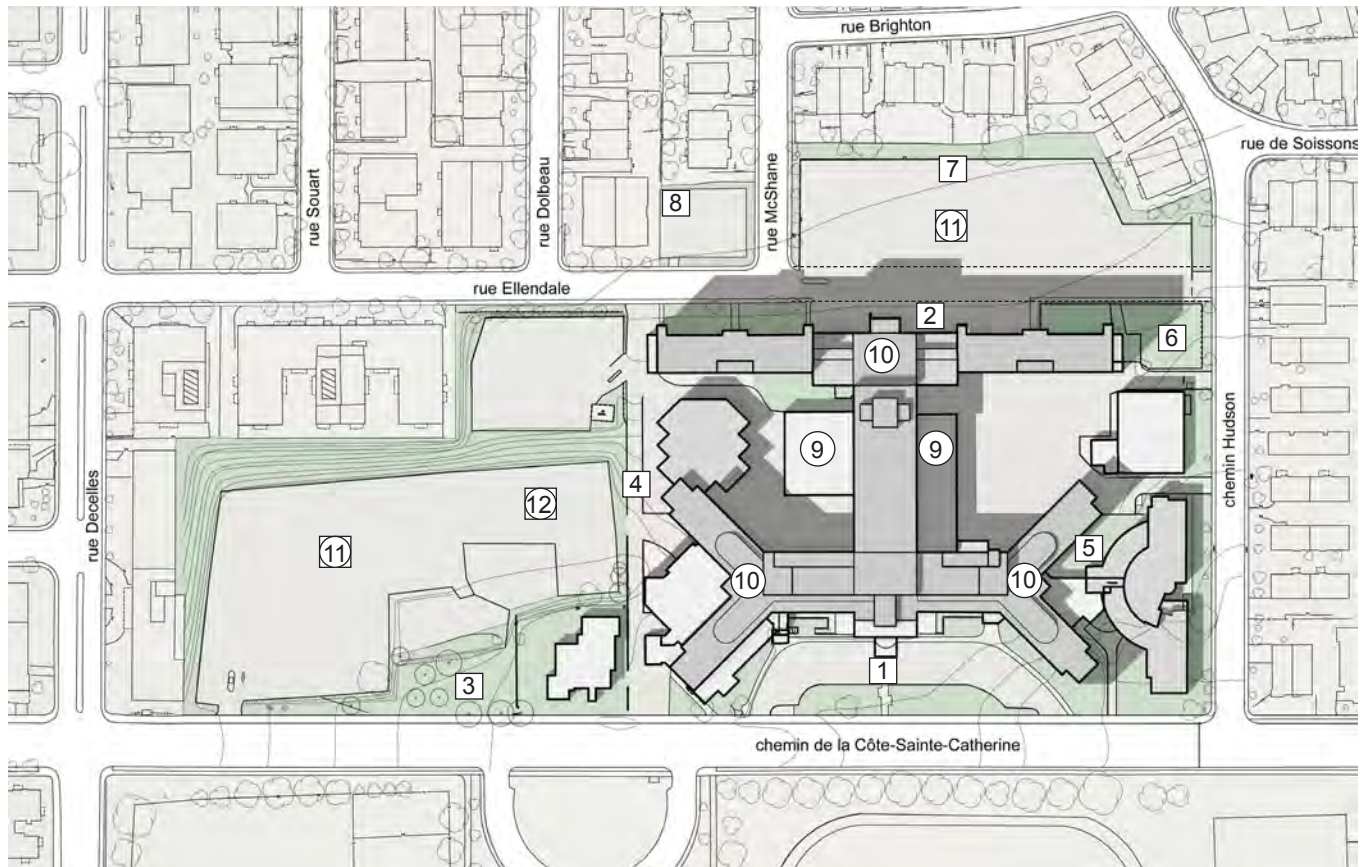 rue Brighton
rue de Soissons
7
8
11
rue Souart
rue Dolbeau
rue McShane
rue Ellendale
2
6
10
9
9
4
12
11
5
10
10
rue Decelles
chemin Hudson
3
1
chemin de la Côte-Sainte-Catherine